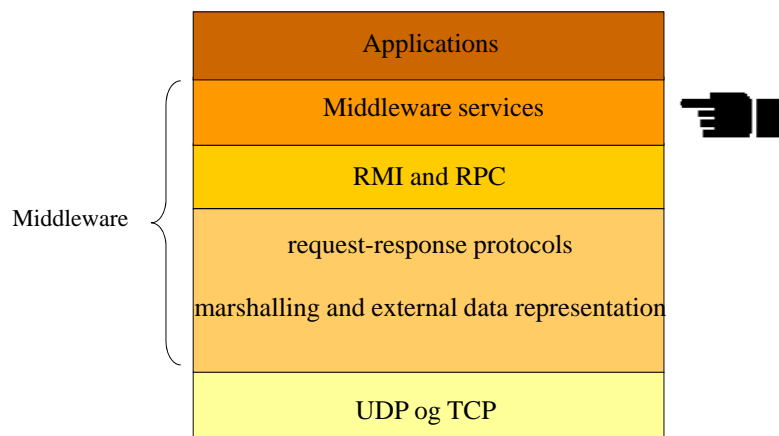 Applications
Middleware services
RMI and RPC
Middleware
request-response protocols
marshalling and external data representation
UDP og TCP